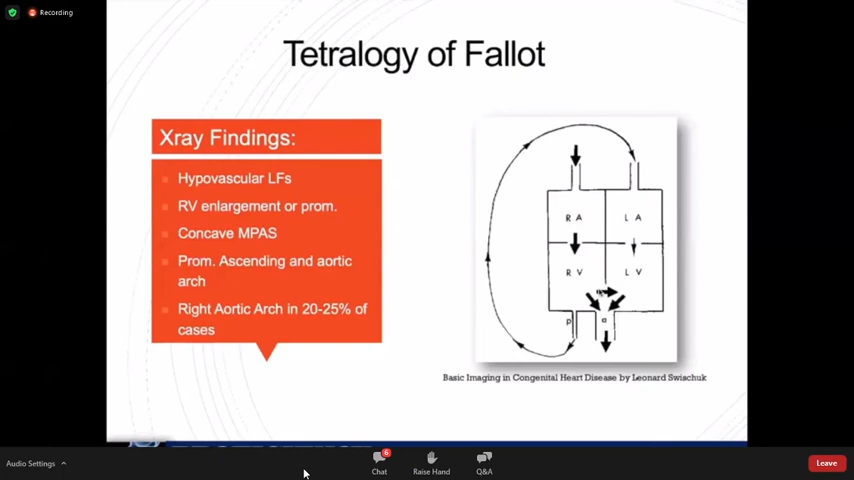 Recording
Tetralogy of Fallot
Xray Findings:
Hypovascular LFs
RV enlargement or prom.
Concave MPAS
Prom. Ascending and aortic
arch
Right Aortic Arch in 20-25% of
cases
R A
L A
R V
L V
P
a
Basic Imaging in Congenital Heart Disease by Leonard Swischuk
Audio Settings
6
Chat
Raise Hand
Q&A
Leave